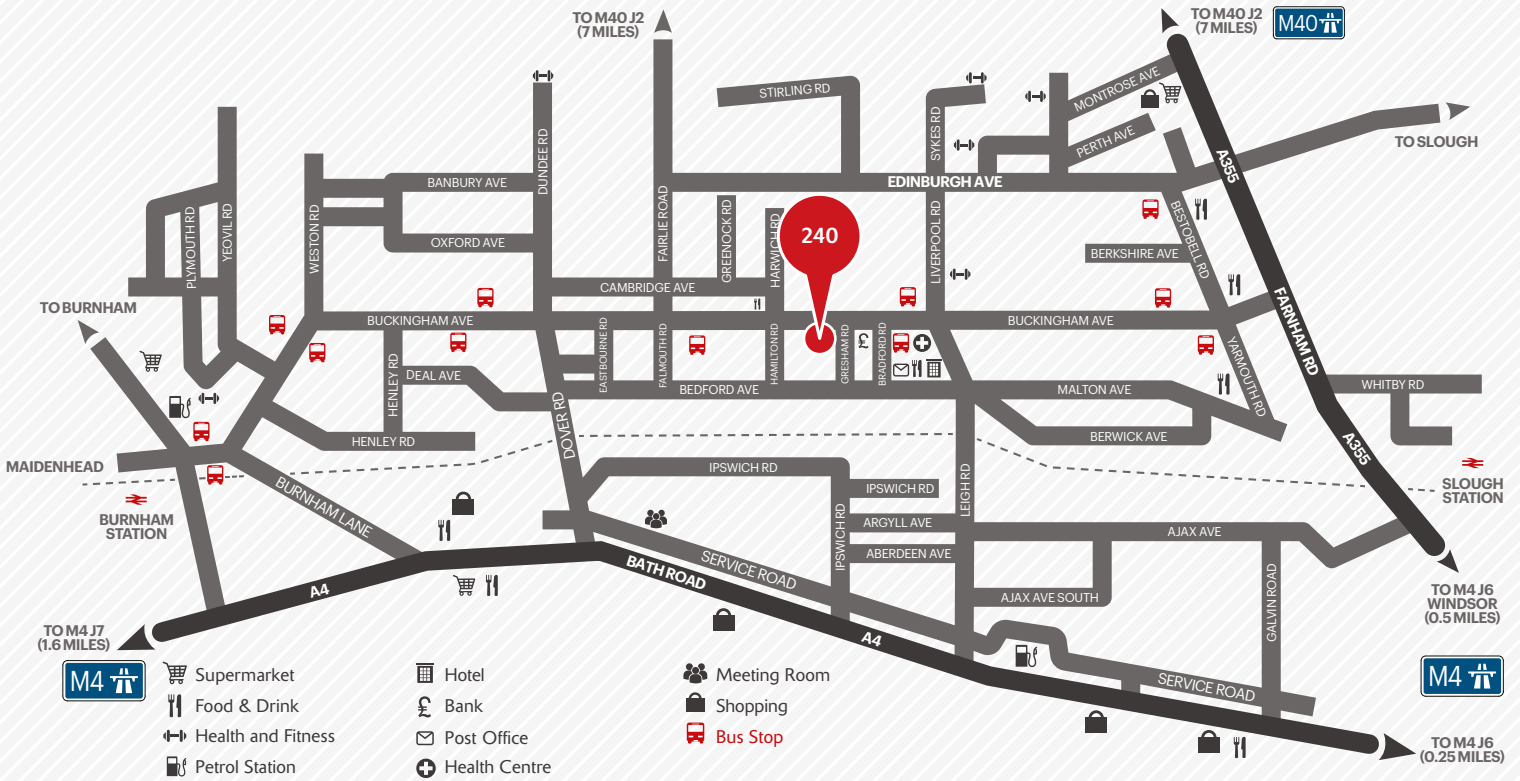 TO M40 J2
(7 MILES)
TO M40 J2
(7 MILES)
M40
STIRLING RD
MONTROSE AVE
SYKES RD
PERTH AVE
DUNDEE RD
A355
TO SLOUGH
BANBURY AVE
EDINBURGH AVE
PLYMOUTH RD
YEOVIL RD
WESTON RD
FAIRLIE ROAD
GREENOCK RD
HARWICH RD
240
LIVERPOOL RD
BESTOBELL RD
OXFORD AVE
BERKSHIRE AVE
CAMBRIDGE AVE
TO BURNHAM
BUCKINGHAM AVE
BUCKINGHAM AVE
FARNHAM RD
EASTBOURNE RD
FALMOUTH RD
HAMILTON RD
GRESHAM RD
£
BRADFORD RD
YARMOUTH RD
HENLEY RD
DEAL AVE
BEDFORD AVE
MALTON AVE
WHITBY RD
HENLEY RD
DOVER RD
BERWICK AVE
A355
MAIDENHEAD
IPSWICH RD
IPSWICH RD
LEIGH RD
SLOUGH
STATION
BURNHAM
STATION
BURNHAM LANE
IPSWICH RD
ARGYLL AVE
AJAX AVE
ABERDEEN AVE
SERVICE ROAD
BATH ROAD
A4
AJAX AVE SOUTH
GALVIN ROAD
TO M4 J6
WINDSOR
(0.5 MILES)
TO M4 J7
(1.6 MILES)
A4
M4
SERVICE ROAD
M4
TO M4 J6
(0.25 MILES)
Supermarket
Food & Drink
Health and Fitness
Petrol Station
Hotel
£ Bank
Post Office
Health Centre
Meeting Room
Shopping
Bus Stop